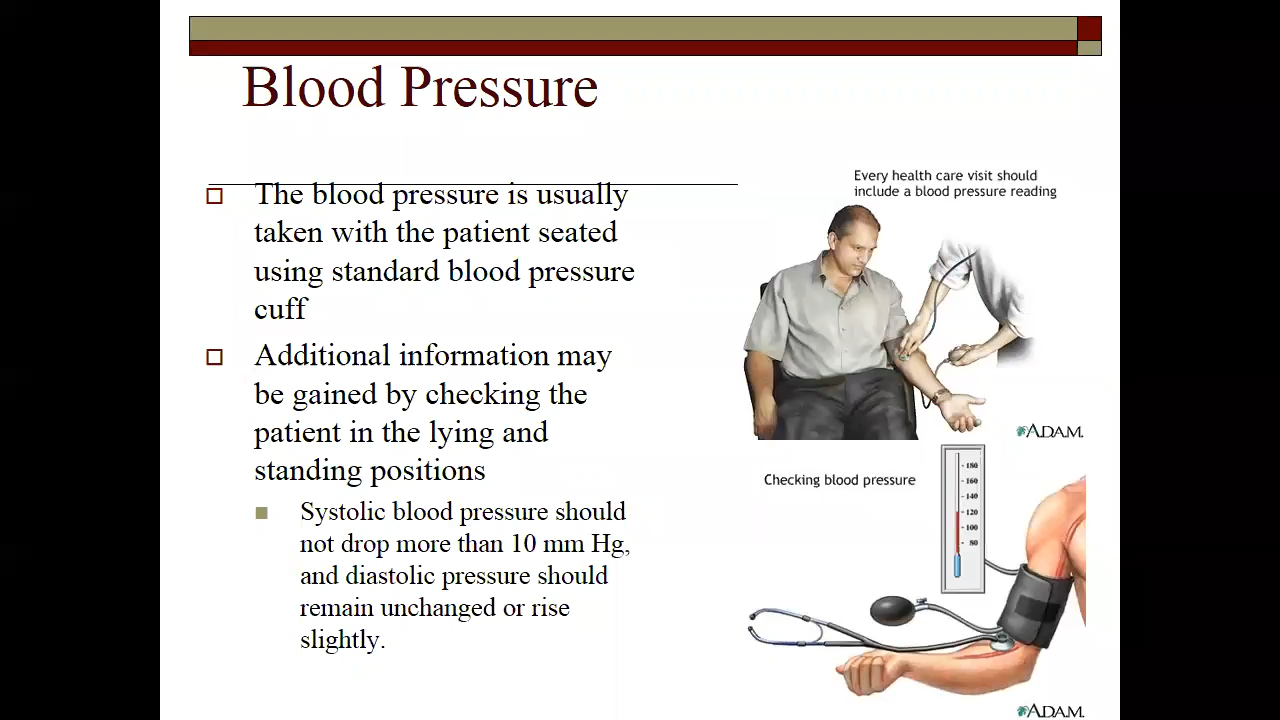 Blood Pressure
The blood pressure is usually
taken with the patient seated
using standard blood pressure
cuff
Additional information may
be gained by checking the
patient in the lying and
standing positions
Systolic blood pressure should
not drop more than 10 mm Hg,
and diastolic pressure should
remain unchanged or rise
slightly.
Every health care visit should
include a blood pressure reading
A.D.A.M.
Checking blood pressure
180
160
140
120
100
80
A.D.A.M.